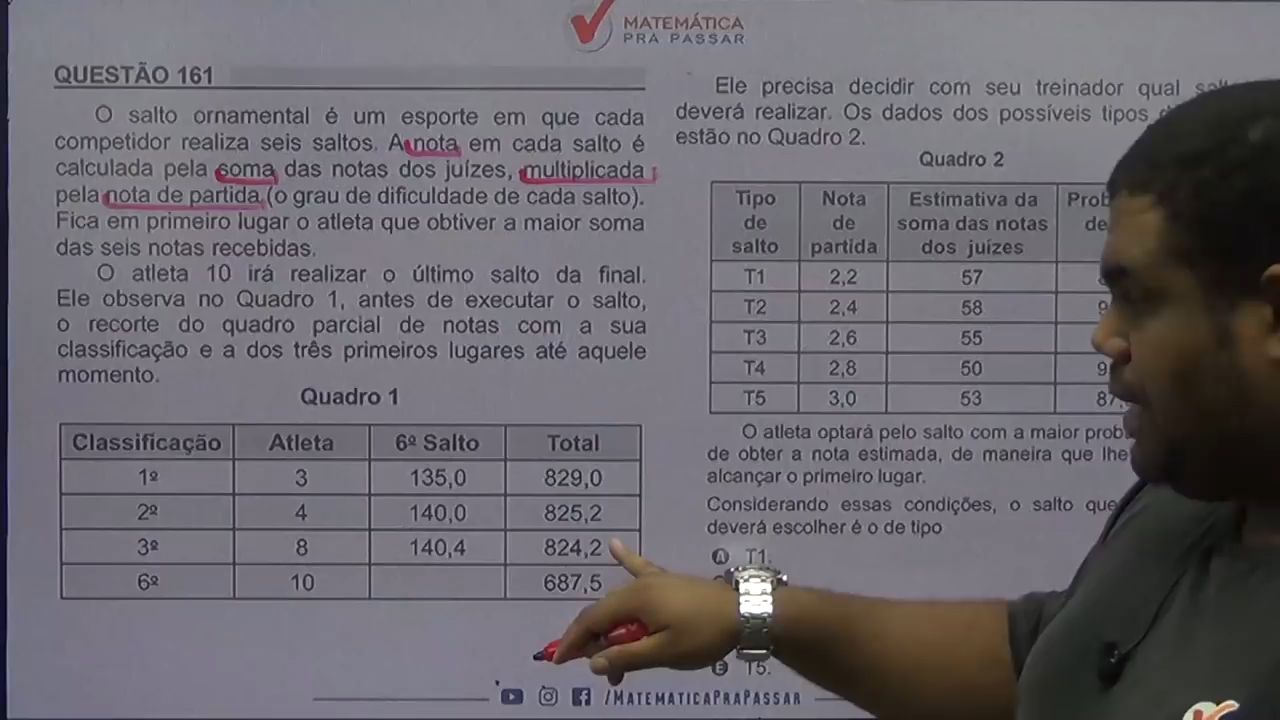 MATEMÁTICA
PRA PASSAR
QUESTÃO 161
O salto ornamental é um esporte em que cada
competidor realiza seis saltos. A nota em cada salto é
calculada pela soma das notas dos juízes, multiplicada
pela nota de partida (o grau de dificuldade de cada salto).
Fica em primeiro lugar o atleta que obtiver a maior soma
das seis notas recebidas.
O atleta 10 irá realizar o último salto da final.
Ele observa no Quadro 1, antes de executar o salto,
o recorte do quadro parcial de notas com a sua
classificação e a dos três primeiros lugares até aquele
momento.
Quadro 1
Classificação Atleta 6º Salto Total
1º 3 135,0 829,0
2º 4 140,0 825,2
3º 8 140,4 824,2
6º 10 687,5
Ele precisa decidir com seu treinador qual
deverá realizar. Os dados dos possíveis tipos
estão no Quadro 2.
Quadro 2
Tipo de salto Nota de partida Estimativa da soma das notas dos juízes
T1 2,2 57
T2 2,4 58
T3 2,6 55
T4 2,8 50
T5 3,0 53
O atleta optará pelo salto com a maior
de obter a nota estimada, de maneira que lhe
alcançar o primeiro lugar.
Considerando essas condições, o salto que
deverá escolher é o de tipo
A T1.
E T5.
/MATEMATICAPRAPASSAR